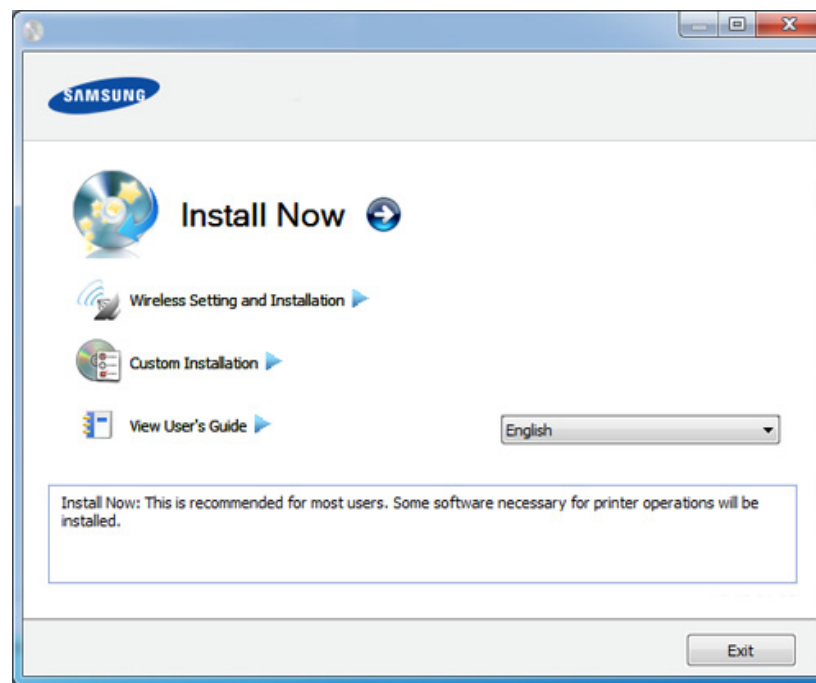 SAMSUNG
Install Now
Wireless Setting and Installation
Custom Installation
View User's Guide
English
Install Now: This is recommended for most users. Some software necessary for printer operations will be
installed.
Exit